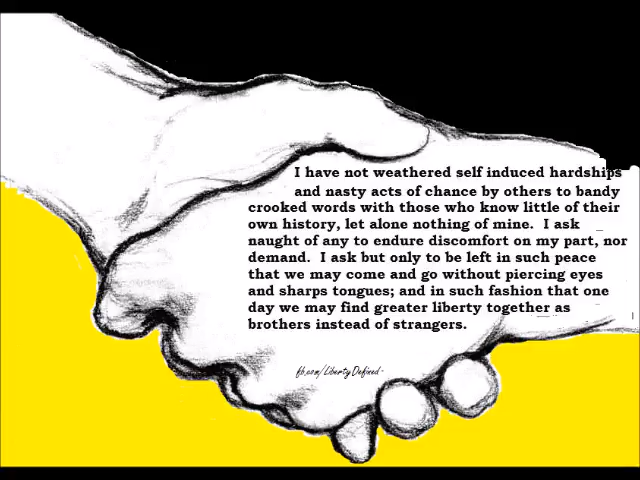 I have not weathered self induced hardships
and nasty acts of chance by others to bandy
crooked words with those who know little of their
own history, let alone nothing of mine.  I ask
naught of any to endure discomfort on my part, nor
demand.  I ask but only to be left in such peace
that we may come and go without piercing eyes
and sharps tongues; and in such fashion that one
day we may find greater liberty together as
brothers instead of strangers.
fb.com/LibertyDefined-